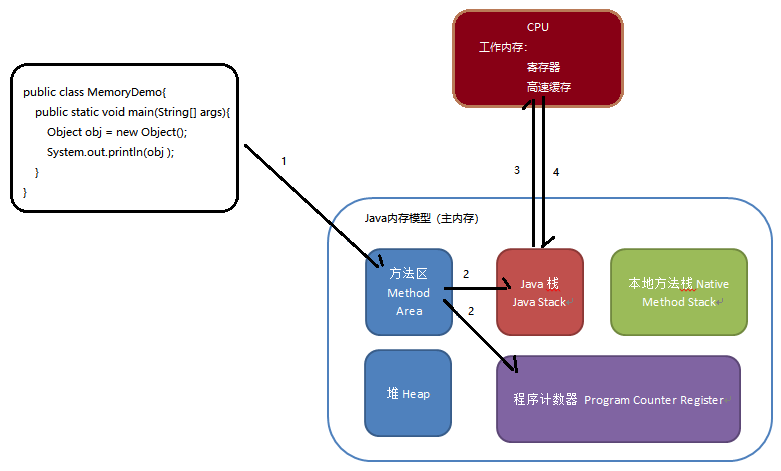 CPU
工作内存：
寄存器
高速缓存
public class MemoryDemo{
public static void main(String[] args){
Object obj = new Object();
System.out.println(obj );
}
}
1
3
4
Java内存模型（主内存）
方法区
Method
Area
2
2
Java 栈
Java Stack↵
本地方法栈 Native
Method Stack↵
堆 Heap
程序计数器 Program Counter Register↵